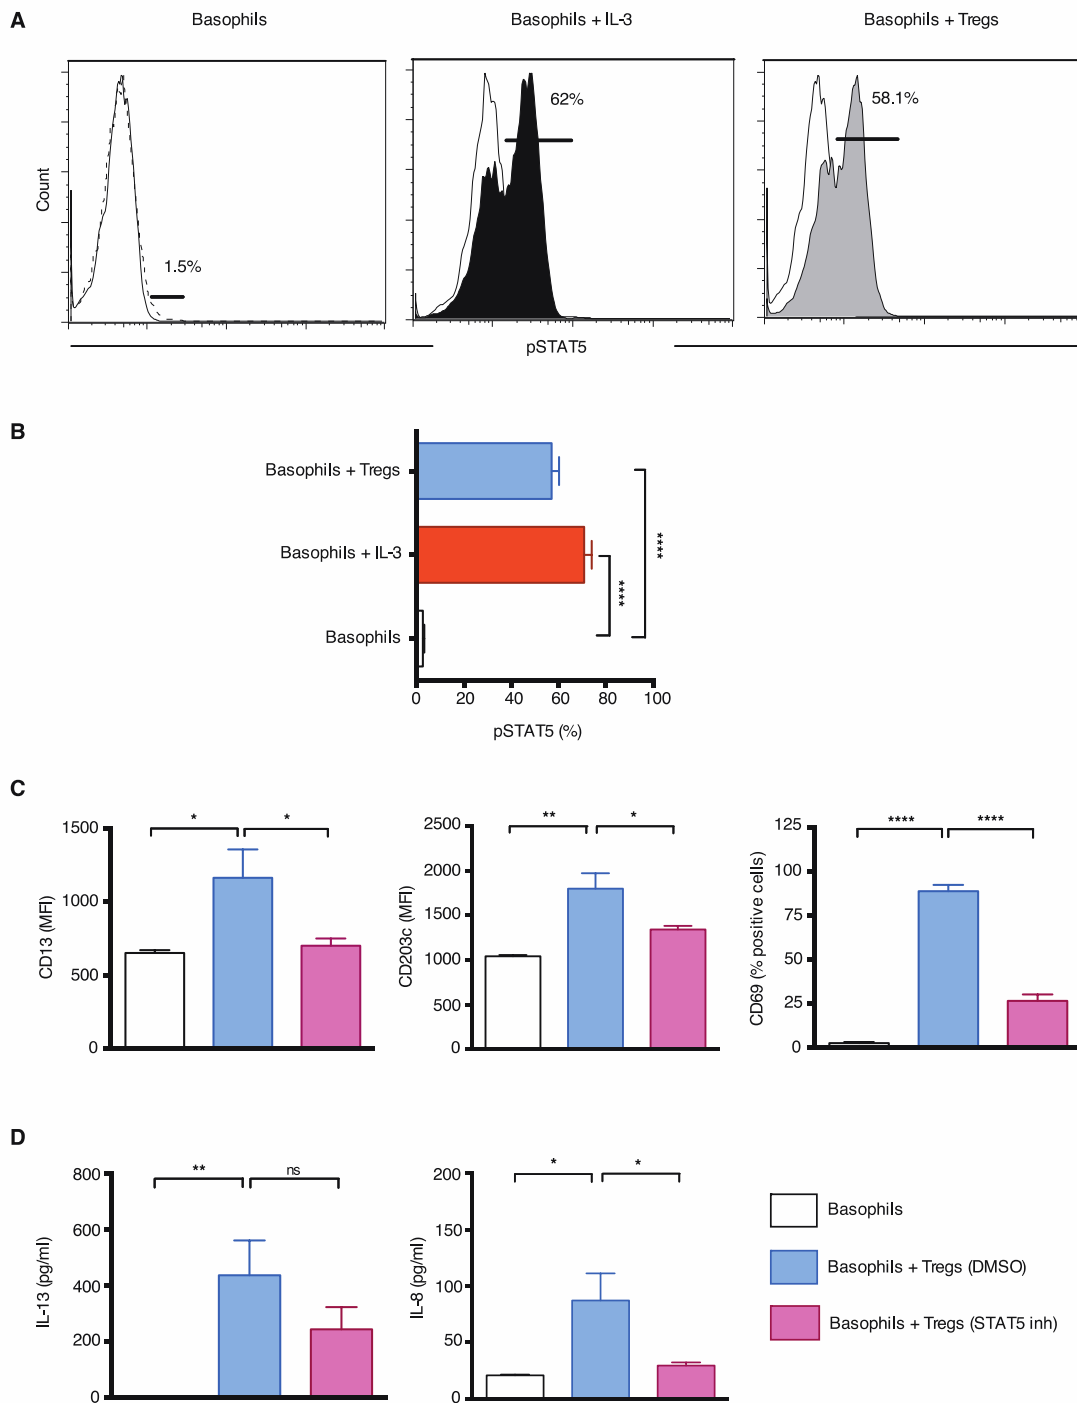 A
Basophils
Basophils + IL-3
Basophils + Tregs
Count
1.5%
62%
58.1%
pSTAT5
B
Basophils + Tregs
Basophils + IL-3
Basophils
****
****
0 20 40 60 80 100
pSTAT5 (%)
C
CD13 (MFI)
1500
1000
500
0
* *
CD203c (MFI)
2500
2000
1500
1000
500
0
** *
CD69 (% positive cells)
125
100
75
50
25
0
**** ****
D
IL-13 (pg/ml)
800
600
400
200
0
** ns
IL-8 (pg/ml)
200
150
100
50
0
* *
Basophils
Basophils + Tregs (DMSO)
Basophils + Tregs (STAT5 inh)